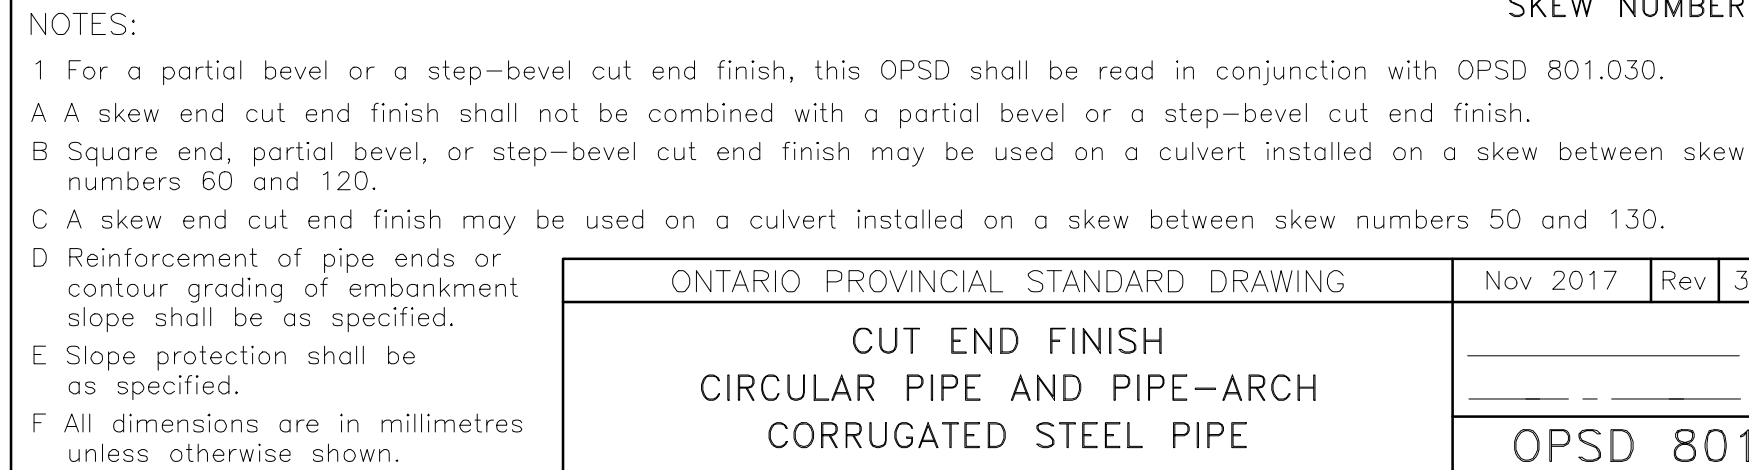 SKEW NUMBER
NOTES:
1 For a partial bevel or a step-bevel cut end finish, this OPSD shall be read in conjunction with OPSD 801.030.
A A skew end cut end finish shall not be combined with a partial bevel or a step-bevel cut end finish.
B Square end, partial bevel, or step-bevel cut end finish may be used on a culvert installed on a skew between skew
numbers 60 and 120.
C A skew end cut end finish may be used on a culvert installed on a skew between skew numbers 50 and 130.
D Reinforcement of pipe ends or
contour grading of embankment
slope shall be as specified.
E Slope protection shall be
as specified.
F All dimensions are in millimetres
unless otherwise shown.
ONTARIO PROVINCIAL STANDARD DRAWING
Nov 2017 Rev 3
CUT END FINISH
CIRCULAR PIPE AND PIPE-ARCH
CORRUGATED STEEL PIPE
OPSD 801